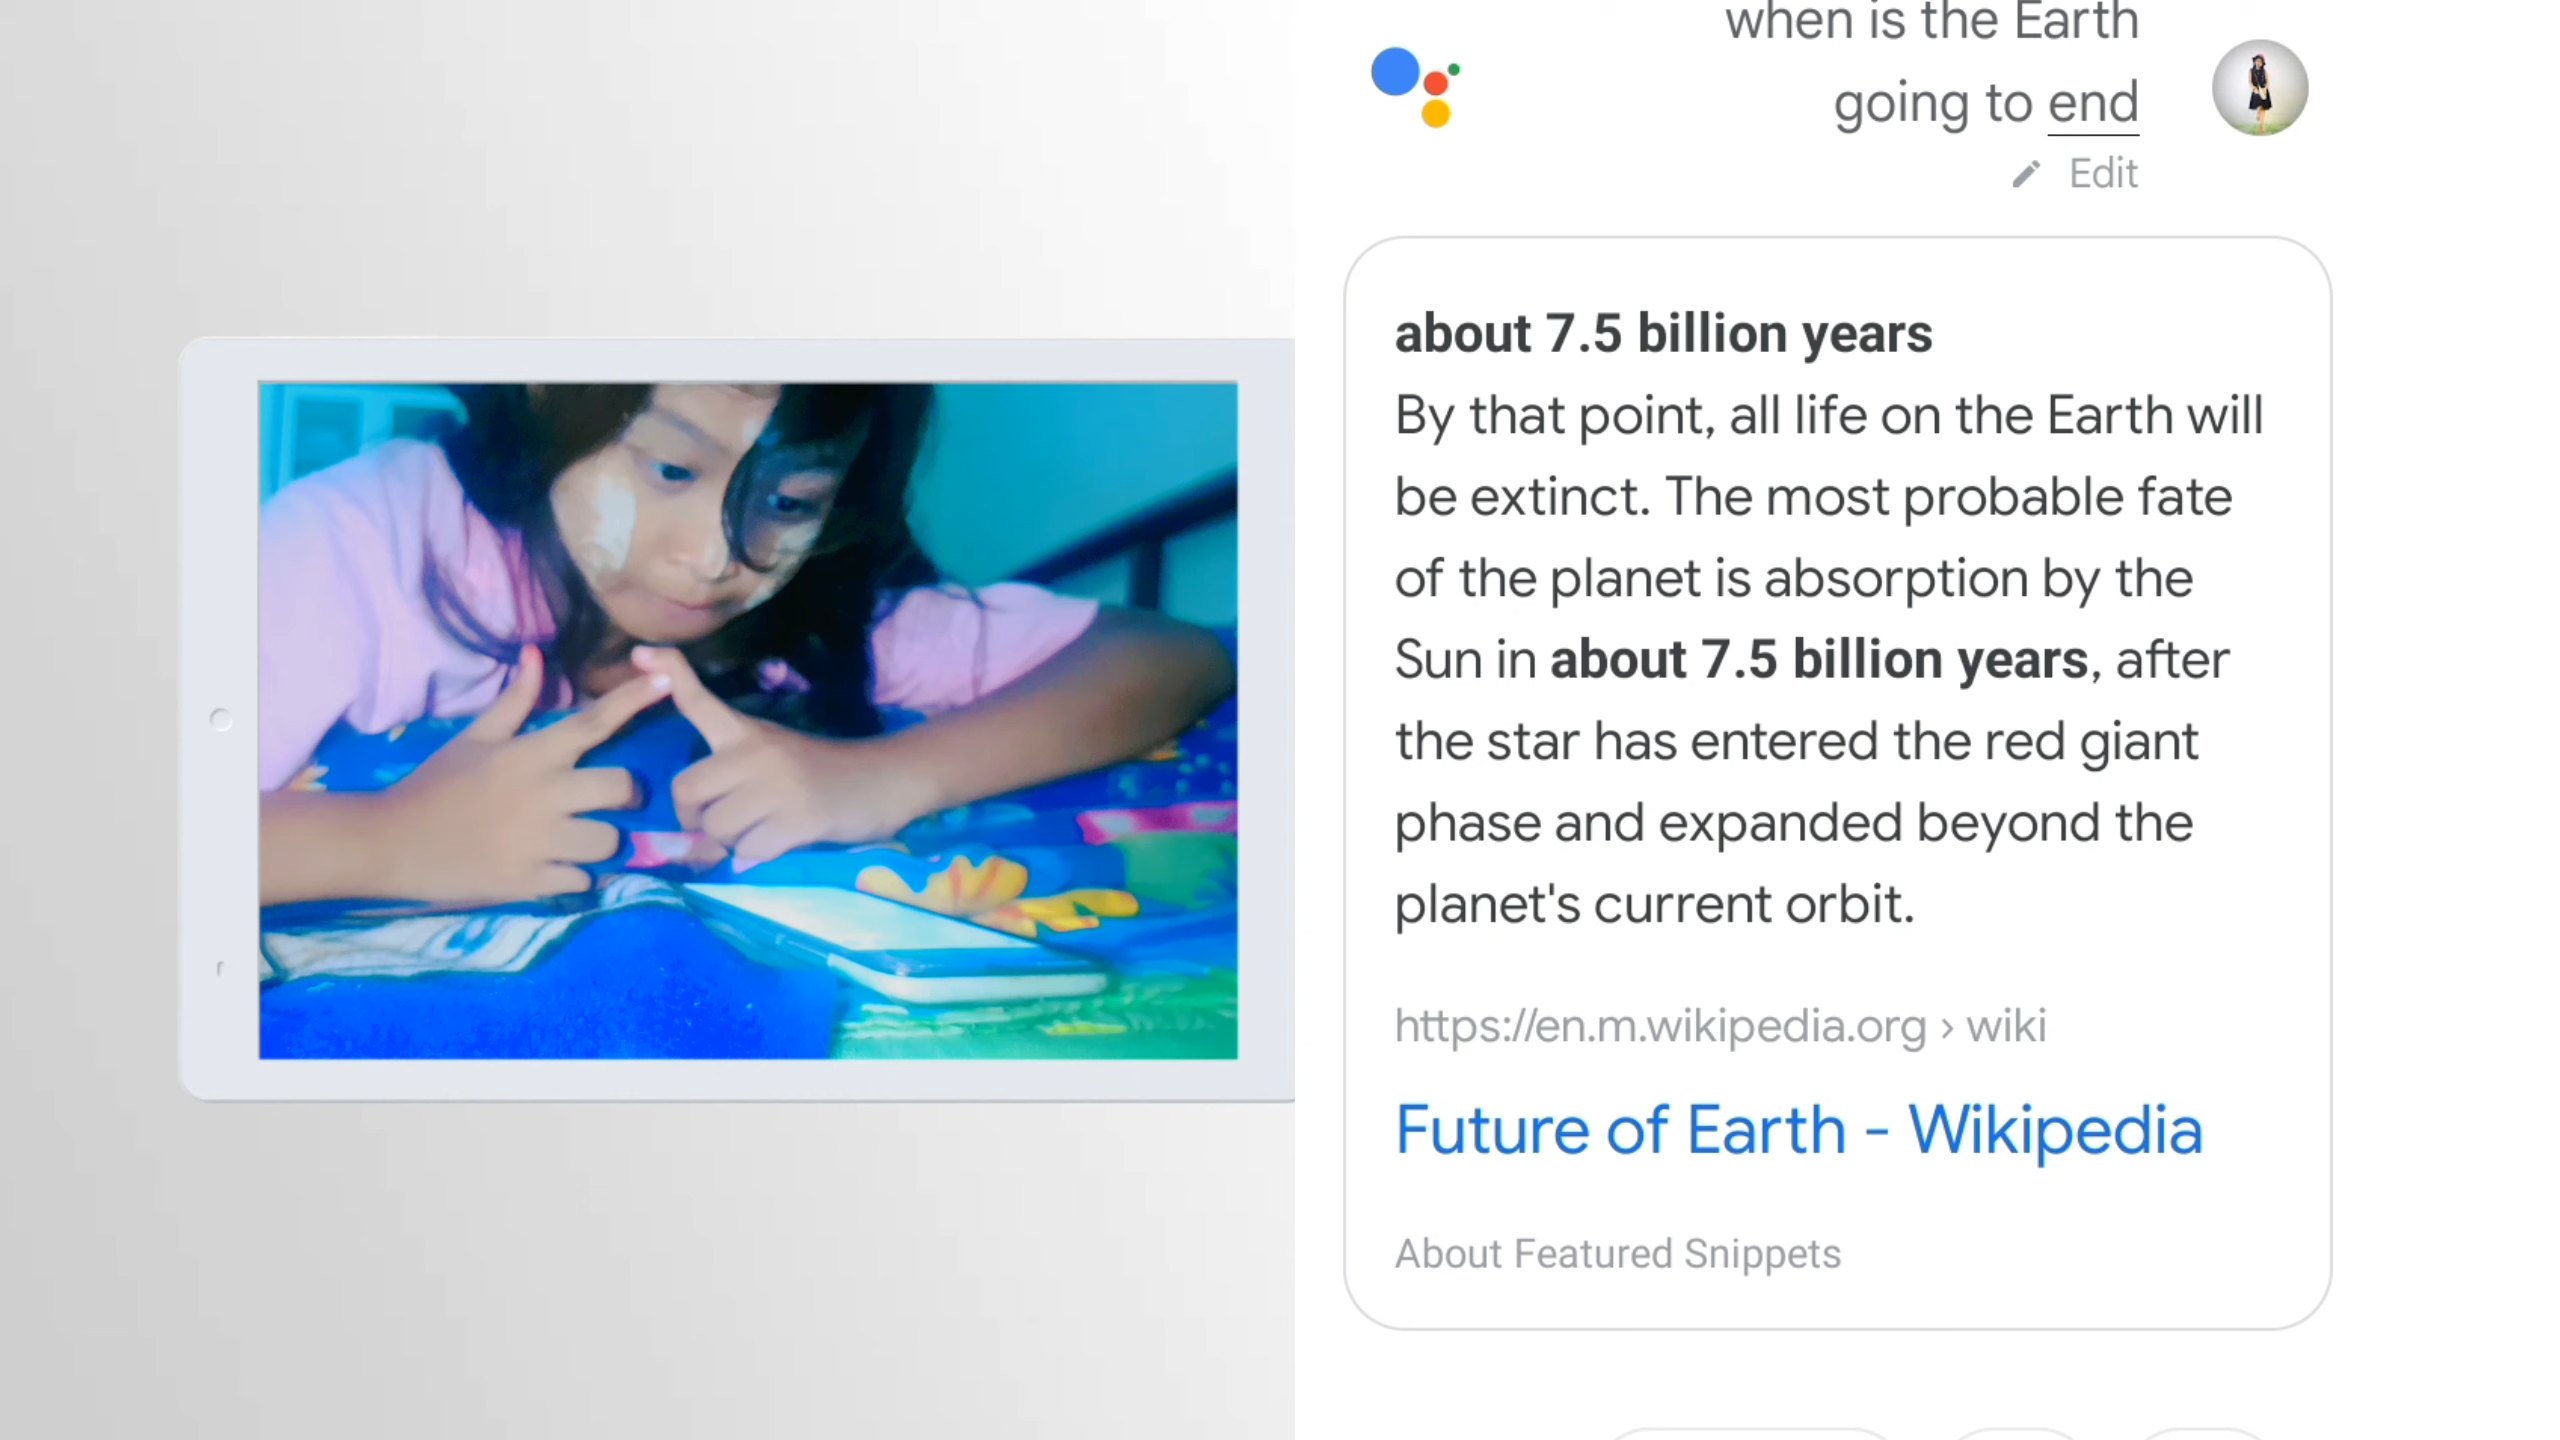 when is the Earth
going to end
Edit
about 7.5 billion years
By that point, all life on the Earth will
be extinct. The most probable fate
of the planet is absorption by the
Sun in about 7.5 billion years, after
the star has entered the red giant
phase and expanded beyond the
planet's current orbit.
https://en.m.wikipedia.org › wiki
Future of Earth - Wikipedia
About Featured Snippets